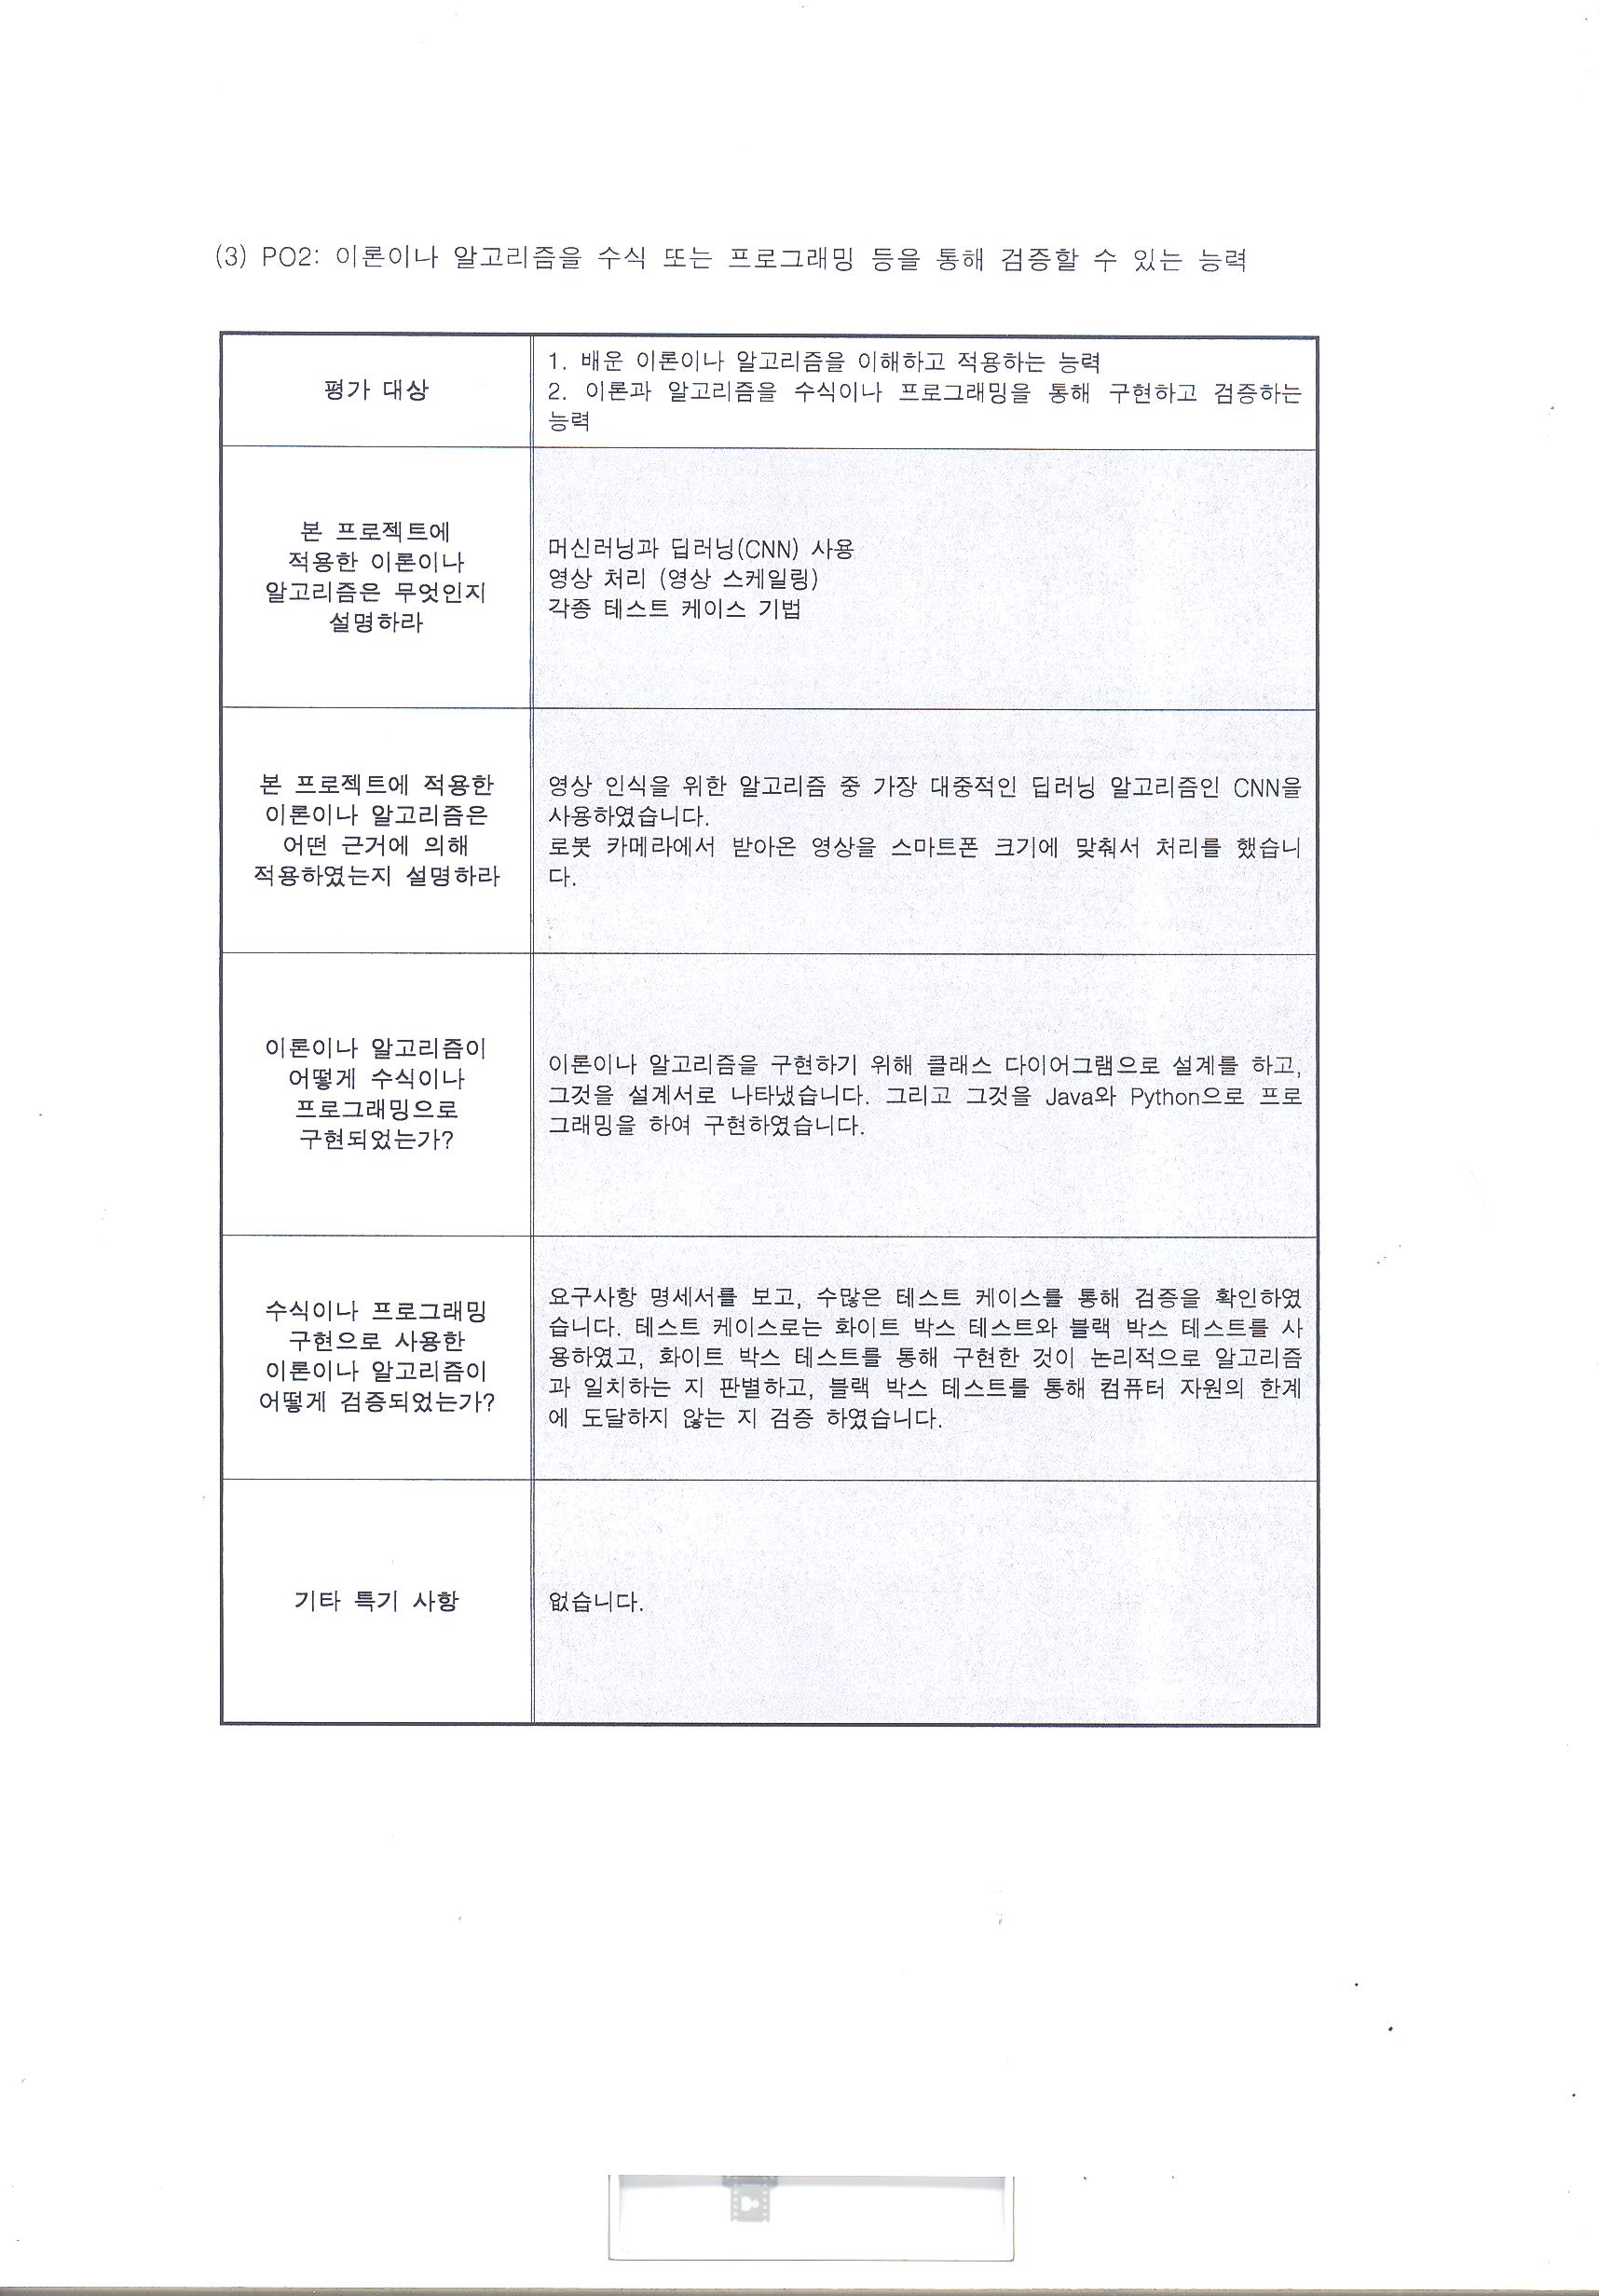 (3) PO2: 이론이나 알고리즘을 수식 또는 프로그래밍 등을 통해 검증할 수 있는 능력
평가 대상
1. 배운 이론이나 알고리즘을 이해하고 적용하는 능력
2. 이론과 알고리즘을 수식이나 프로그래밍을 통해 구현하고 검증하는
능력
본 프로젝트에
적용한 이론이나
알고리즘은 무엇인지
설명하라
머신러닝과 딥러닝(CNN) 사용
영상 처리 (영상 스케일링)
각종 테스트 케이스 기법
본 프로젝트에 적용한
이론이나 알고리즘은
어떤 근거에 의해
적용하였는지 설명하라
영상 인식을 위한 알고리즘 중 가장 대중적인 딥러닝 알고리즘인 CNN을
사용하였습니다.
로봇 카메라에서 받아온 영상을 스마트폰 크기에 맞춰서 처리를 했습니
다.
이론이나 알고리즘이
어떻게 수식이나
프로그래밍으로
구현되었는가?
이론이나 알고리즘을 구현하기 위해 클래스 다이어그램으로 설계를 하고,
그것을 설계서로 나타냈습니다. 그리고 그것을 Java와 Python으로 프로
그래밍을 하여 구현하였습니다.
수식이나 프로그래밍
구현으로 사용한
이론이나 알고리즘이
어떻게 검증되었는가?
요구사항 명세서를 보고, 수많은 테스트 케이스를 통해 검증을 확인하였
습니다. 테스트 케이스로는 화이트 박스 테스트와 블랙 박스 테스트를 사
용하였고, 화이트 박스 테스트를 통해 구현한 것이 논리적으로 알고리즘
과 일치하는 지 판별하고, 블랙 박스 테스트를 통해 컴퓨터 자원의 한계
에 도달하지 않는 지 검증 하였습니다.
기타 특기 사항
없습니다.